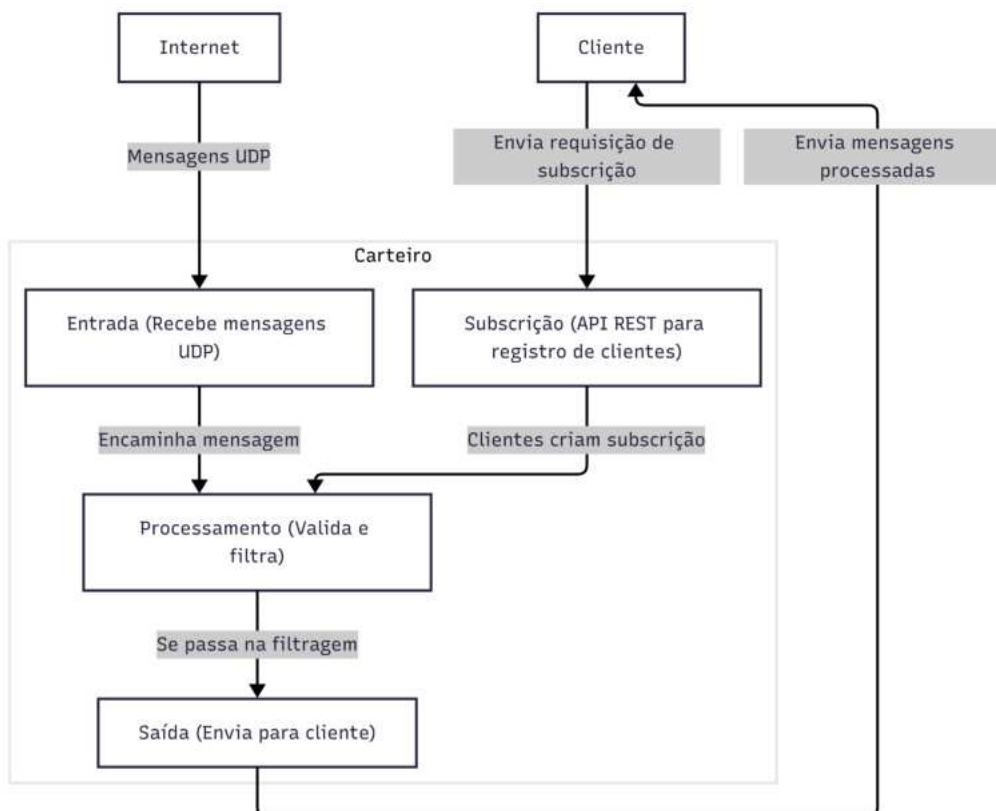 Internet
Cliente
Mensagens UDP
Envia requisição de
subscrição
Envia mensagens
processadas
Carteiro
Entrada (Recebe mensagens
UDP)
Subscrição (API REST para
registro de clientes)
Encaminha mensagem
Clientes criam subscrição
Processamento (Valida e
filtra)
Se passa na filtragem
Saída (Envia para cliente)